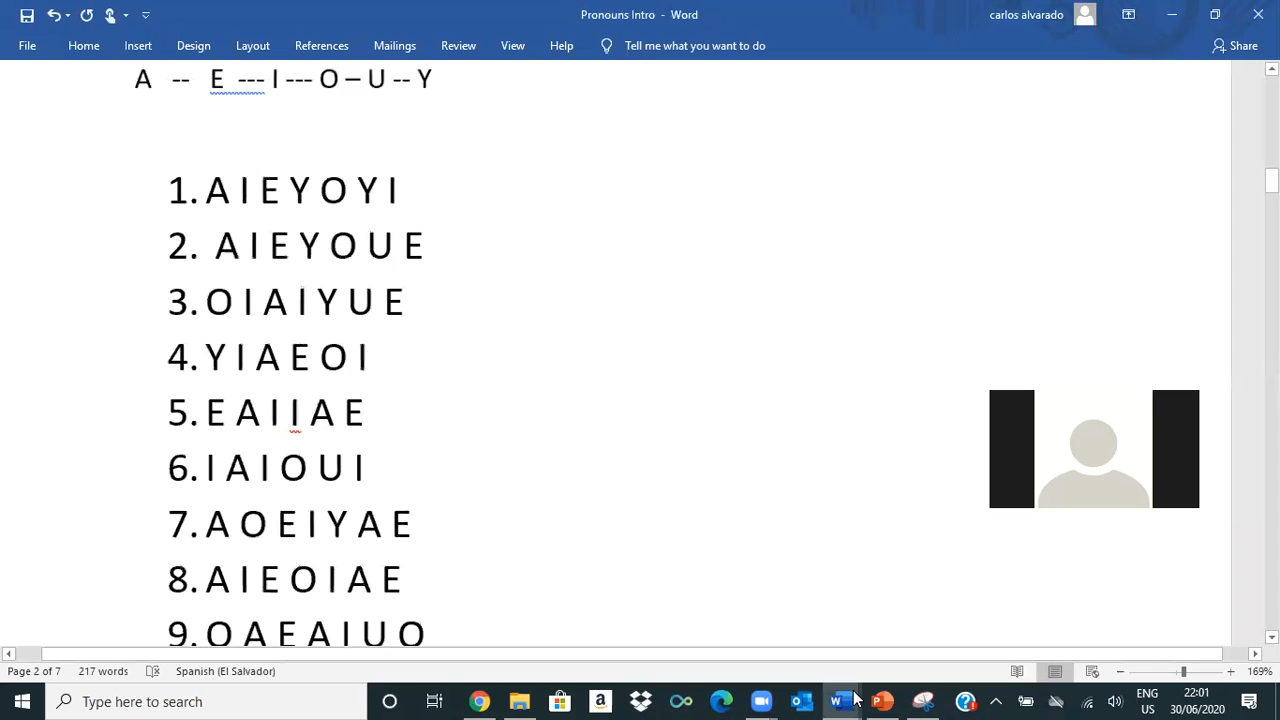 Pronouns Intro - Word
carlos alvarado
File Home Insert Design Layout References Mailings Review View Help Tell me what you want to do Share
A -- E --- I --- O – U -- Y
1. A I E Y O Y I
2. A I E Y O U E
3. O I A I Y U E
4. Y I A E O I
5. E A I I A E
6. I A I O U I
7. A O E I Y A E
8. A I E O I A E
9. O A E A I U O
Page 2 of 7 217 words Spanish (El Salvador) 169%
Type here to search
ENG 22:01
US 30/06/2020